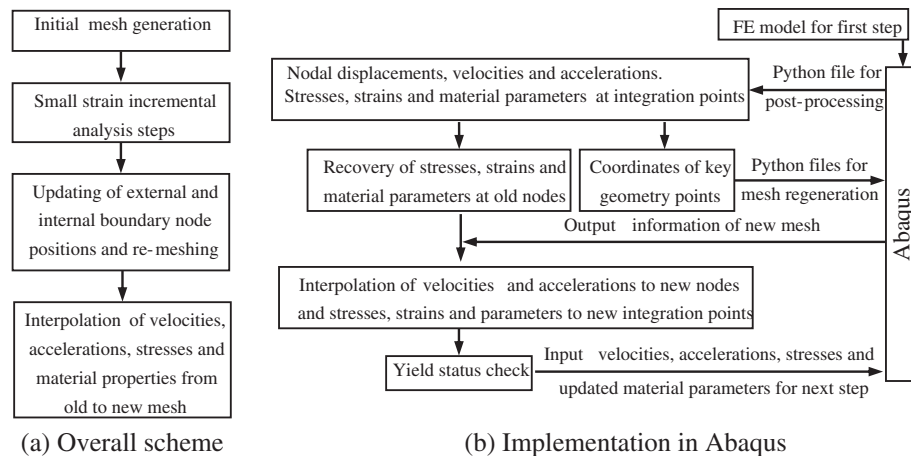 Initial mesh generation
Small strain incremental
analysis steps
Updating of external and
internal boundary node
positions and re-meshing
Interpolation of velocities,
accelerations, stresses and
material properties from
old to new mesh
(a) Overall scheme
FE model for first step
Nodal displacements, velocities and accelerations.
Stresses, strains and material parameters at integration points
Python file for
post-processing
Recovery of stresses, strains and
material parameters at old nodes
Coordinates of key
geometry points
Python files for
mesh regeneration
Output information of new mesh
Abaqus
Interpolation of velocities and accelerations to new nodes
and stresses, strains and parameters to new integration points
Yield status check
Input velocities, accelerations, stresses and
updated material parameters for next step
(b) Implementation in Abaqus